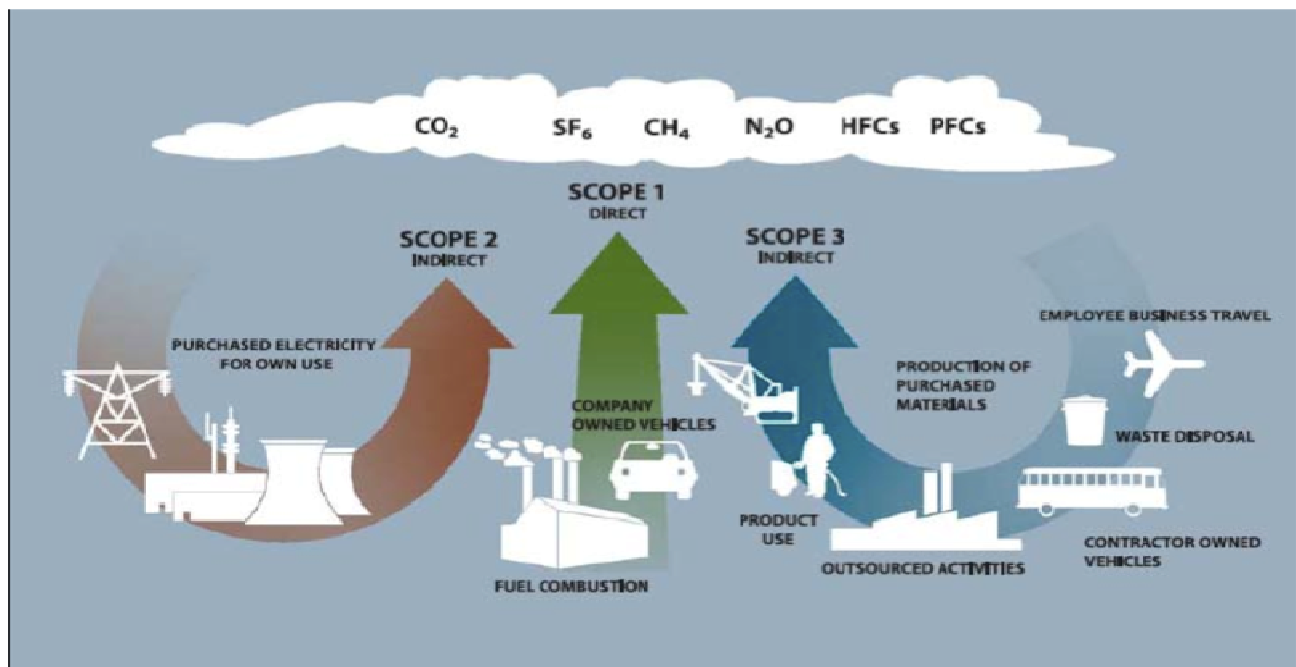 CO₂ SF₆ CH₄ N₂O HFCs PFCs
SCOPE 1
DIRECT
SCOPE 2
INDIRECT
SCOPE 3
INDIRECT
PURCHASED ELECTRICITY
FOR OWN USE
COMPANY
OWNED VEHICLES
FUEL COMBUSTION
EMPLOYEE BUSINESS TRAVEL
PRODUCTION OF
PURCHASED
MATERIALS
WASTE DISPOSAL
PRODUCT
USE
OUTSOURCED ACTIVITIES
CONTRACTOR OWNED
VEHICLES